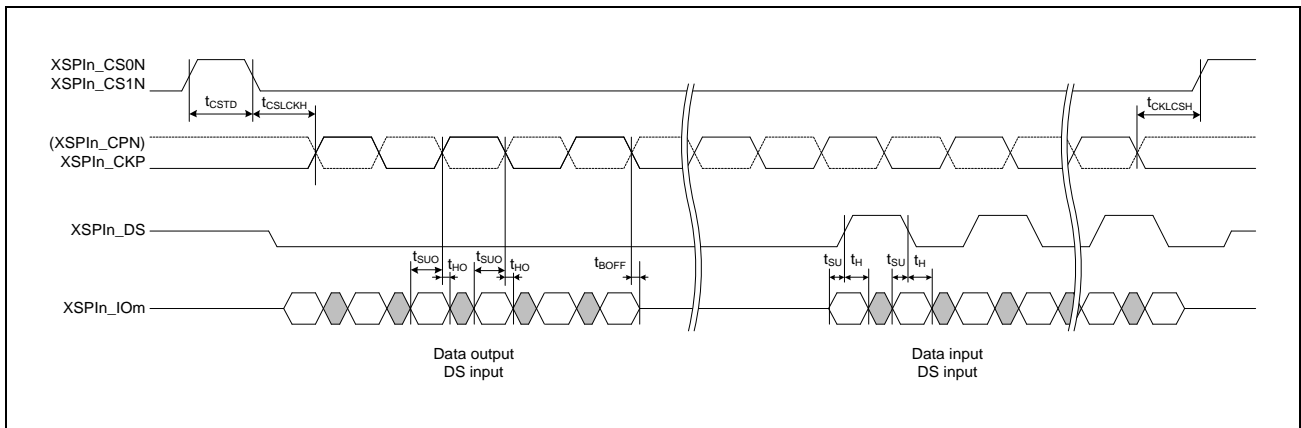 XSPIn_CS0N
XSPIn_CS1N
tCSTD
tCSLCKH
tCKLCSH
(XSPIn_CPN)
XSPIn_CKP
XSPIn_DS
tSUO
tHO
tSUO
tHO
tBOFF
tSU
tH
tSU
tH
XSPIn_IOm
Data output
DS input
Data input
DS input